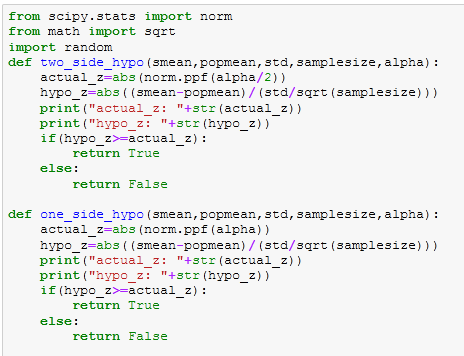 from scipy.stats import norm
from math import sqrt
import random
def two_side_hypo(smean,popmean,std,samplesize,alpha):
    actual_z=abs(norm.ppf(alpha/2))
    hypo_z=abs((smean-popmean)/(std/sqrt(samplesize)))
    print("actual_z: "+str(actual_z))
    print("hypo_z: "+str(hypo_z))
    if(hypo_z>=actual_z):
        return True
    else:
        return False

def one_side_hypo(smean,popmean,std,samplesize,alpha):
    actual_z=abs(norm.ppf(alpha))
    hypo_z=abs((smean-popmean)/(std/sqrt(samplesize)))
    print("actual_z: "+str(actual_z))
    print("hypo_z: "+str(hypo_z))
    if(hypo_z>=actual_z):
        return True
    else:
        return False